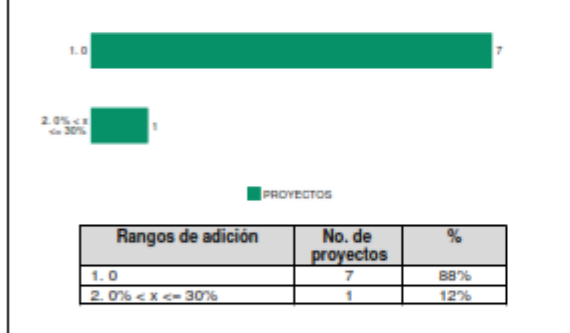 1. 0
7
2. 0% < x
<= 30%
1
PROYECTOS
Rangos de adición No. de proyectos %
1. 0 7 88%
2. 0% < x <= 30% 1 12%